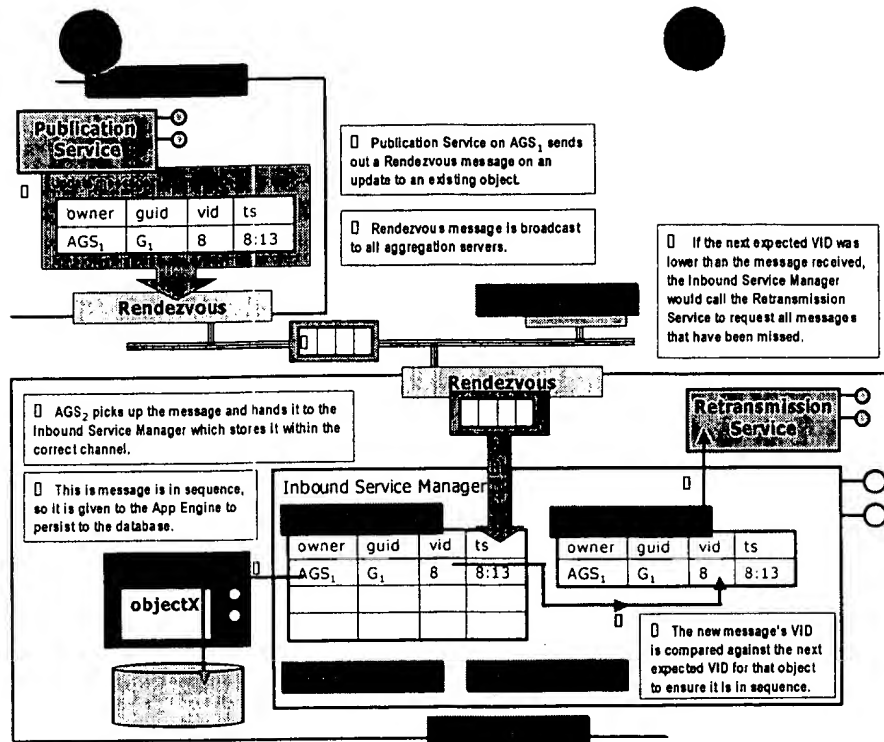 Publication
Service
owner guid vid ts
AGS₁ G₁ 8 8:13
Rendezvous
Publication Service on AGS₁ sends
out a Rendezvous message on an
update to an existing object.
Rendezvous message is broadcast
to all aggregation servers.
If the next expected VID was
lower than the message received,
the Inbound Service Manager
would call the Retransmission
Service to request all messages
that have been missed.
Rendezvous
AGS₂ picks up the message and hands it to the
Inbound Service Manager which stores it within the
correct channel.
This is message is in sequence,
so it is given to the App Engine to
persist to the database.
Retransmission
Service
Inbound Service Manager
owner guid vid ts
AGS₁ G₁ 8 8:13
owner guid vid ts
AGS₁ G₁ 8 8:13
objectX
The new message's VID
is compared against the next
expected VID for that object
to ensure it is in sequence.